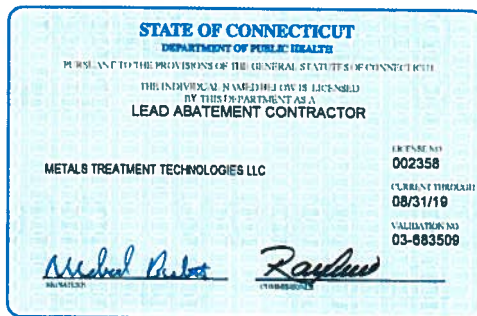 STATE OF CONNECTICUT
DEPARTMENT OF PUBLIC HEALTH
PURSUANT TO THE PROVISIONS OF THE GENERAL STATUTES OF CONNECTICUT
THE INDIVIDUAL NAMED BELOW IS LICENSED
BY THIS DEPARTMENT AS A
LEAD ABATEMENT CONTRACTOR
METALS TREATMENT TECHNOLOGIES LLC
LICENSE NO
002358
CURRENT THROUGH
08/31/19
VALIDATION NO
03-683509
SIGNATURE
COMMISSIONER